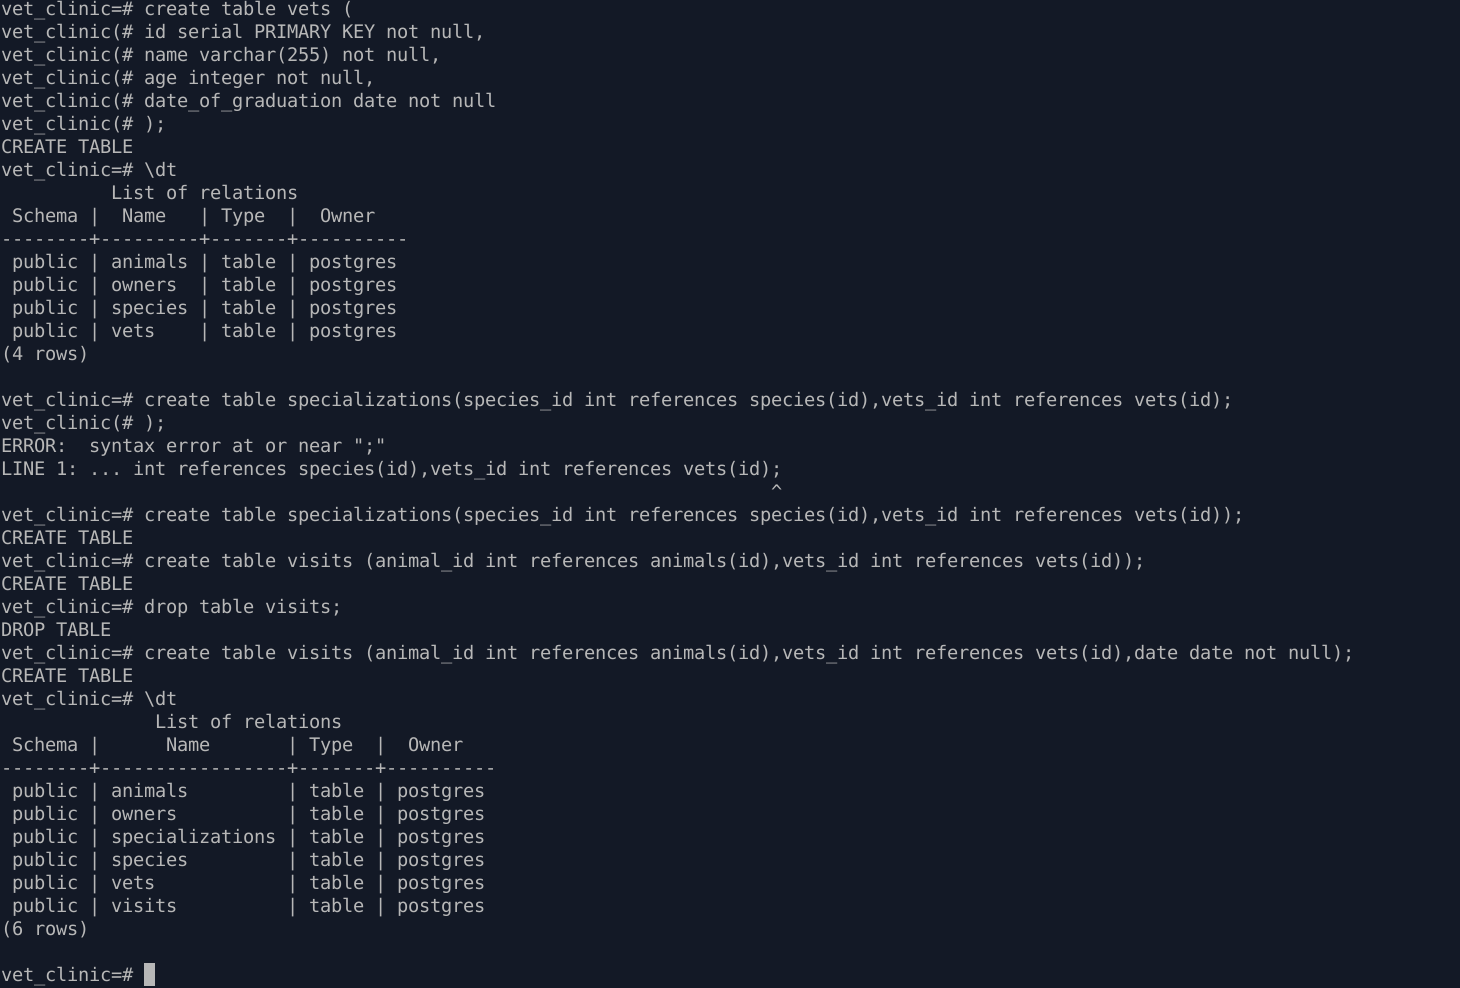 vet_clinic=# create table vets (
vet_clinic(# id serial PRIMARY KEY not null,
vet_clinic(# name varchar(255) not null,
vet_clinic(# age integer not null,
vet_clinic(# date_of_graduation date not null
vet_clinic(# );
CREATE TABLE
vet_clinic=# \dt
          List of relations
 Schema |  Name   | Type  |  Owner
--------+---------+-------+----------
 public | animals | table | postgres
 public | owners  | table | postgres
 public | species | table | postgres
 public | vets    | table | postgres
(4 rows)

vet_clinic=# create table specializations(species_id int references species(id),vets_id int references vets(id);
vet_clinic(# );
ERROR:  syntax error at or near ";"
LINE 1: ... int references species(id),vets_id int references vets(id);
                                                                      ^
vet_clinic=# create table specializations(species_id int references species(id),vets_id int references vets(id));
CREATE TABLE
vet_clinic=# create table visits (animal_id int references animals(id),vets_id int references vets(id));
CREATE TABLE
vet_clinic=# drop table visits;
DROP TABLE
vet_clinic=# create table visits (animal_id int references animals(id),vets_id int references vets(id),date date not null);
CREATE TABLE
vet_clinic=# \dt
              List of relations
 Schema |      Name       | Type  |  Owner
--------+-----------------+-------+----------
 public | animals         | table | postgres
 public | owners          | table | postgres
 public | specializations | table | postgres
 public | species         | table | postgres
 public | vets            | table | postgres
 public | visits          | table | postgres
(6 rows)

vet_clinic=#